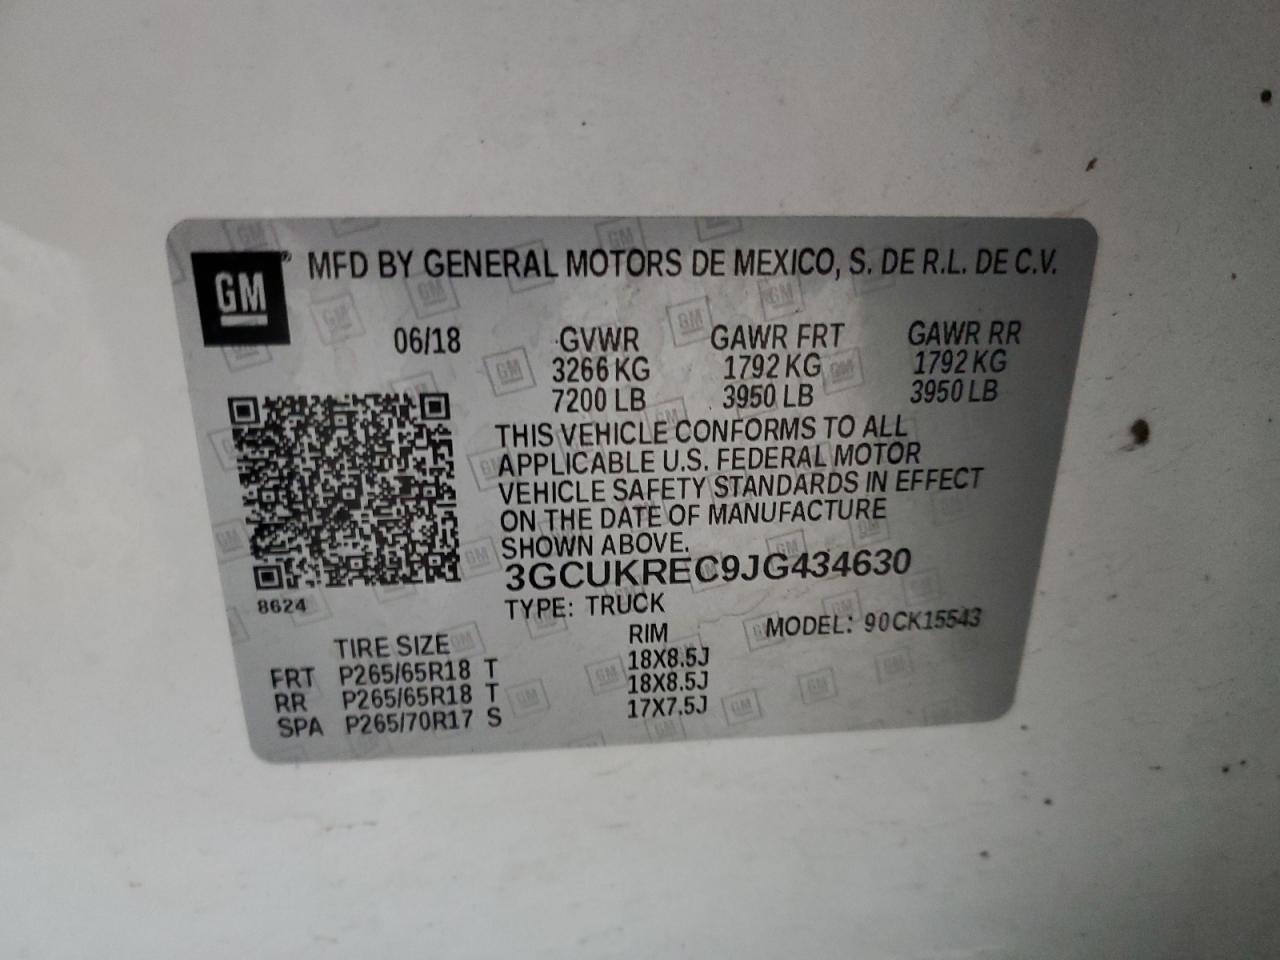 GM® MFD BY GENERAL MOTORS DE MEXICO, S. DE R.L. DE C.V.
06/18 GVWR GAWR FRT GAWR RR
3266 KG 1792 KG 1792 KG
7200 LB 3950 LB 3950 LB
THIS VEHICLE CONFORMS TO ALL
APPLICABLE U.S. FEDERAL MOTOR
VEHICLE SAFETY STANDARDS IN EFFECT
ON THE DATE OF MANUFACTURE
SHOWN ABOVE.
3GCUKREC9JG434630
8624
TYPE: TRUCK
MODEL: 90CK15543
TIRE SIZE RIM
FRT P265/65R18 T 18X8.5J
RR P265/65R18 T 18X8.5J
SPA P265/70R17 S 17X7.5J